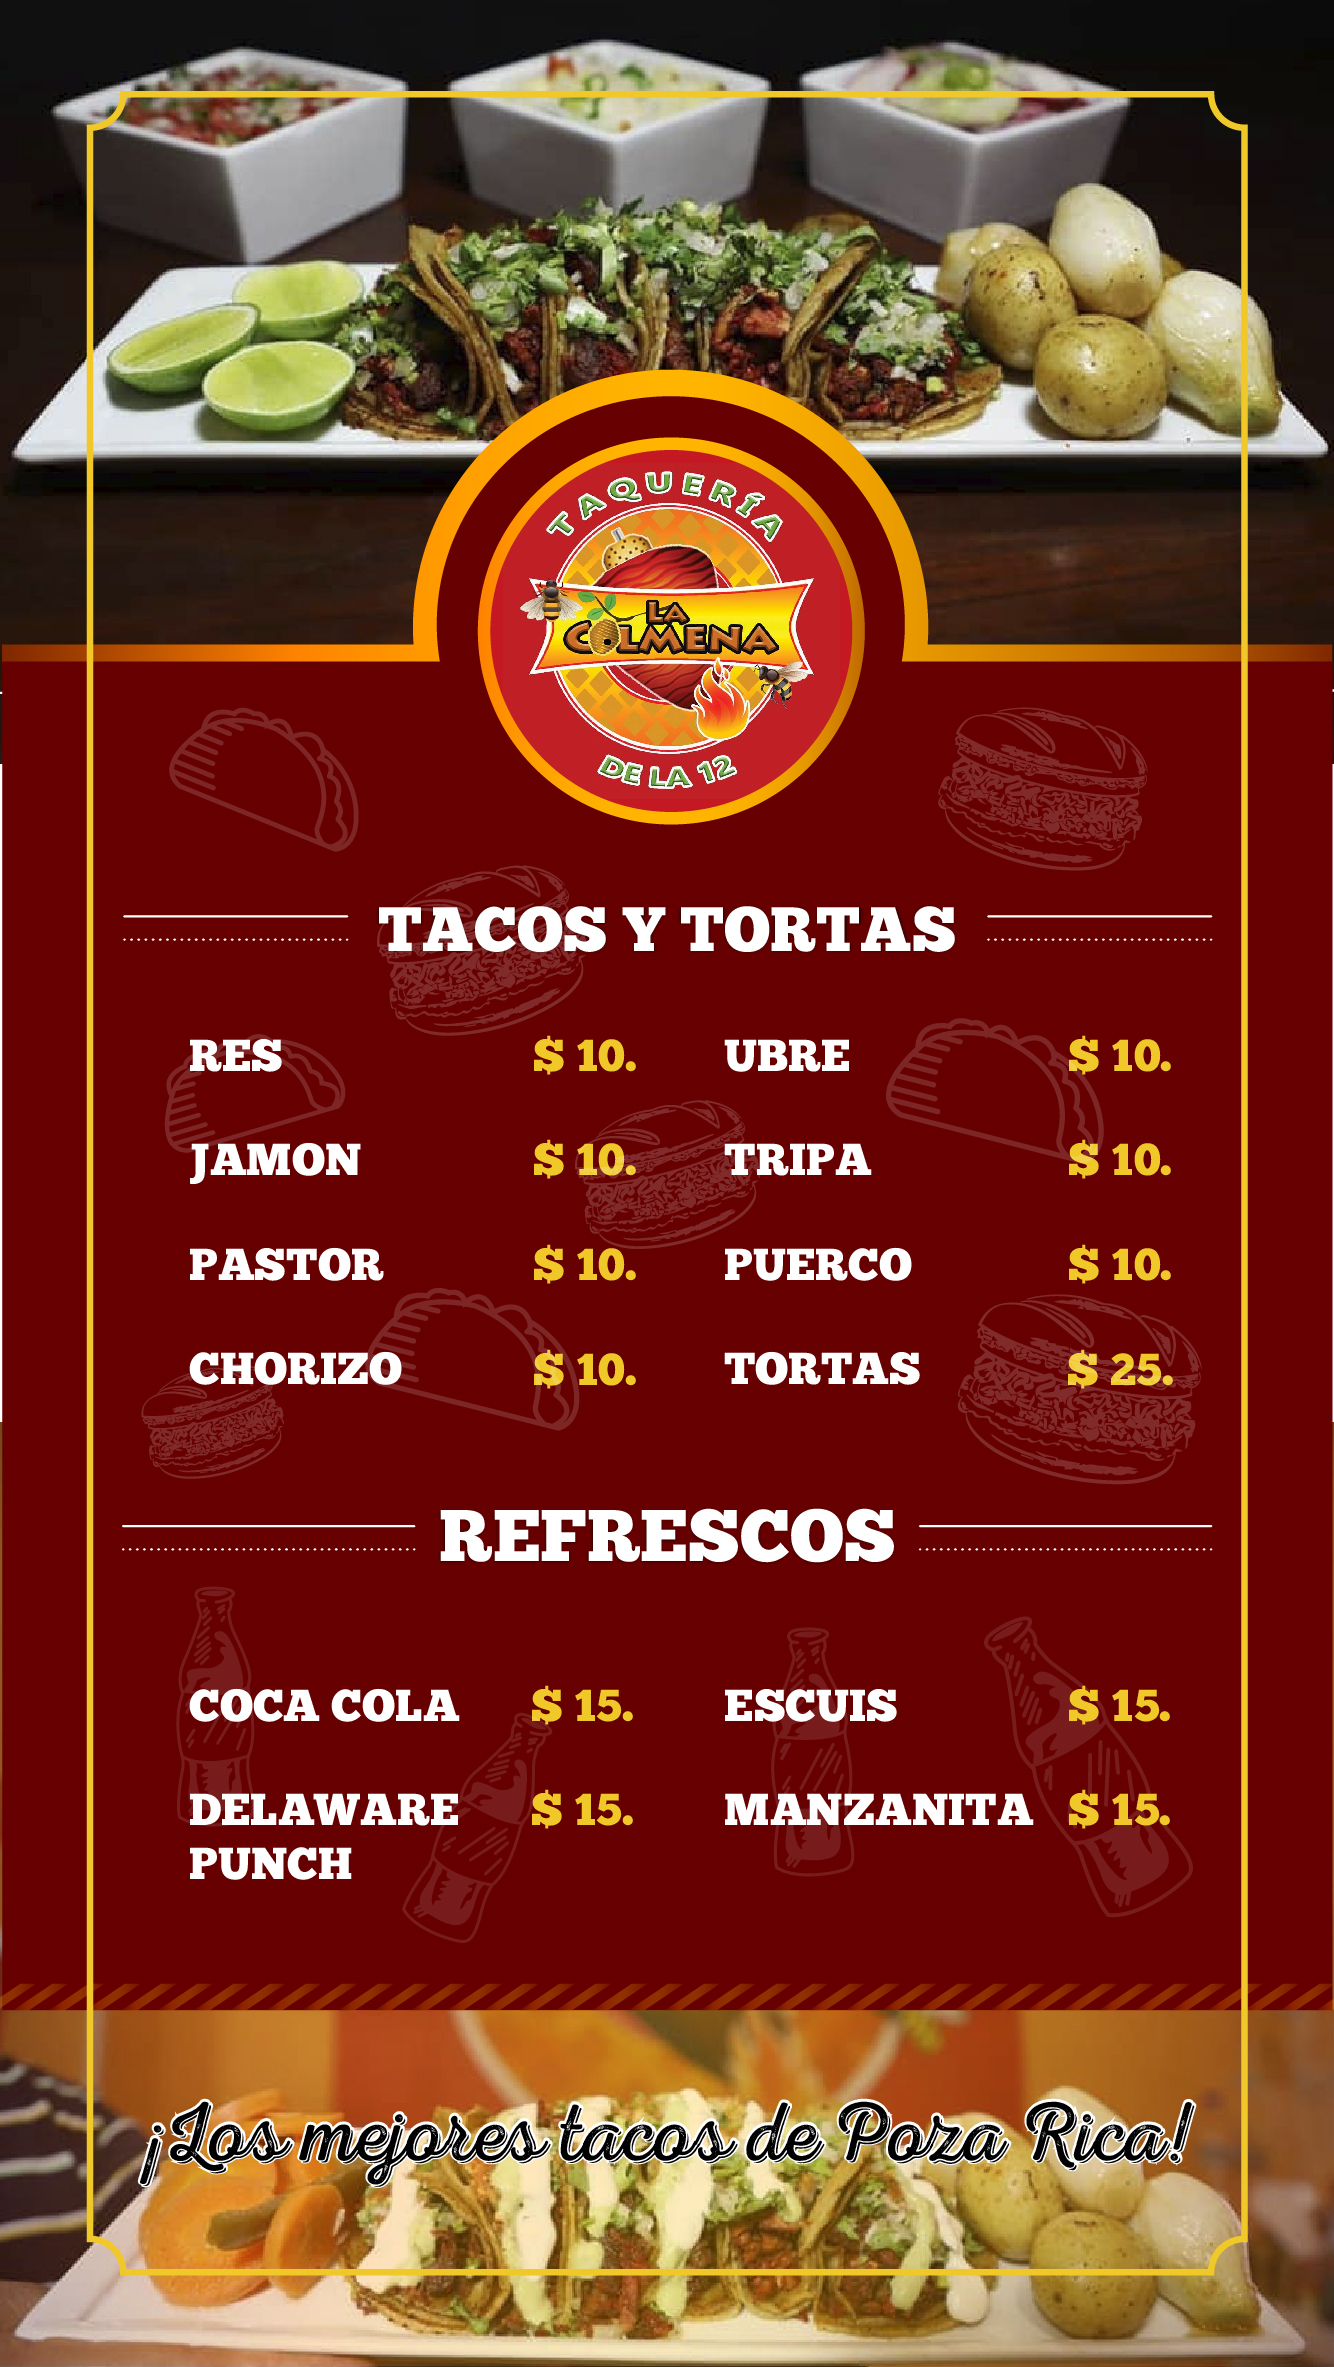 TAQUERÍA
LA
COLMENA
DE LA 12
TACOS Y TORTAS
RES $ 10. UBRE $ 10.
JAMON $ 10. TRIPA $ 10.
PASTOR $ 10. PUERCO $ 10.
CHORIZO $ 10. TORTAS $ 25.
REFRESCOS
COCA COLA $ 15. ESCUIS $ 15.
DELAWARE $ 15. MANZANITA $ 15.
PUNCH
¡Los mejores tacos de Poza Rica!